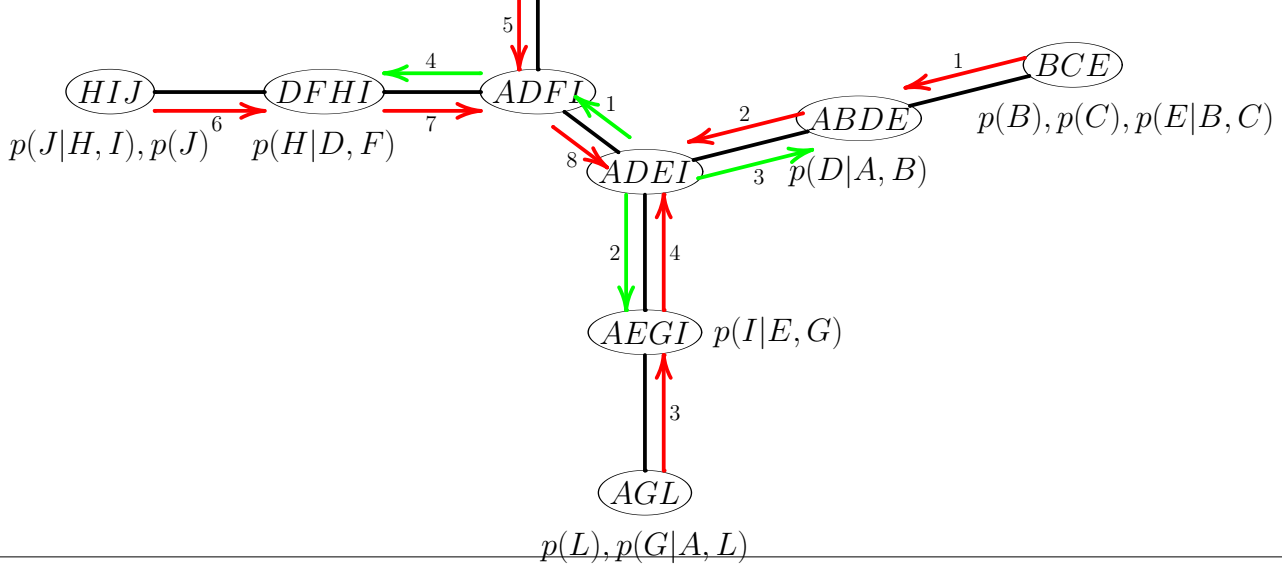 5
4
1
HIJ DFHI ADFI BCE
1
2
ABDE p(B), p(C), p(E|B, C)
6 7
p(J|H, I), p(J) p(H|D, F)
8
ADEI 3 p(D|A, B)
2 4
AEGI p(I|E, G)
3
AGL
p(L), p(G|A, L)